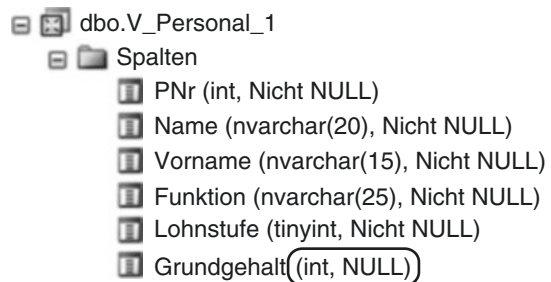 dbo.V_Personal_1
Spalten
PNr (int, Nicht NULL)
Name (nvarchar(20), Nicht NULL)
Vorname (nvarchar(15), Nicht NULL)
Funktion (nvarchar(25), Nicht NULL)
Lohnstufe (tinyint, Nicht NULL)
Grundgehalt (int, NULL)